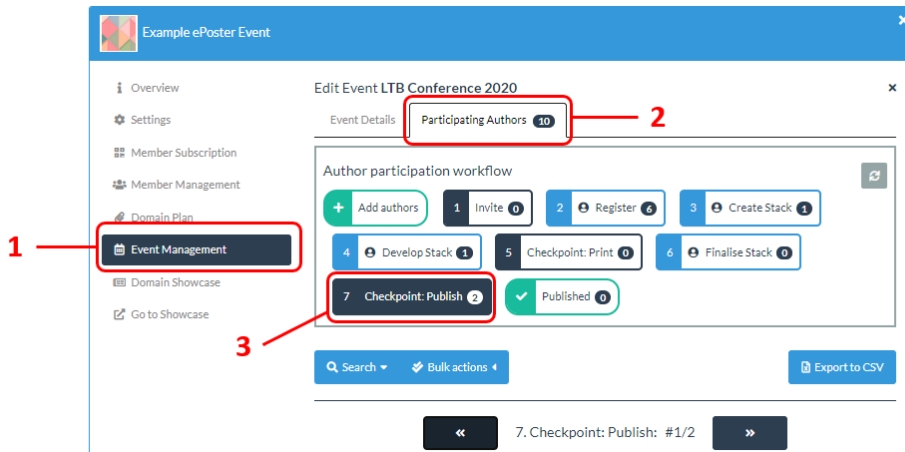 Example ePoster Event
Overview
Settings
Member Subscription
Member Management
Domain Plan
1
Event Management
Domain Showcase
Go to Showcase
Edit Event LTB Conference 2020
Event Details
Participating Authors 10
2
Author participation workflow
Add authors
1 Invite 0
2 Register 6
3 Create Stack 1
4 Develop Stack 1
5 Checkpoint: Print 0
6 Finalise Stack 0
7 Checkpoint: Publish 2
Published 0
3
Search
Bulk actions
Export to CSV
« 7. Checkpoint: Publish: #1/2 »